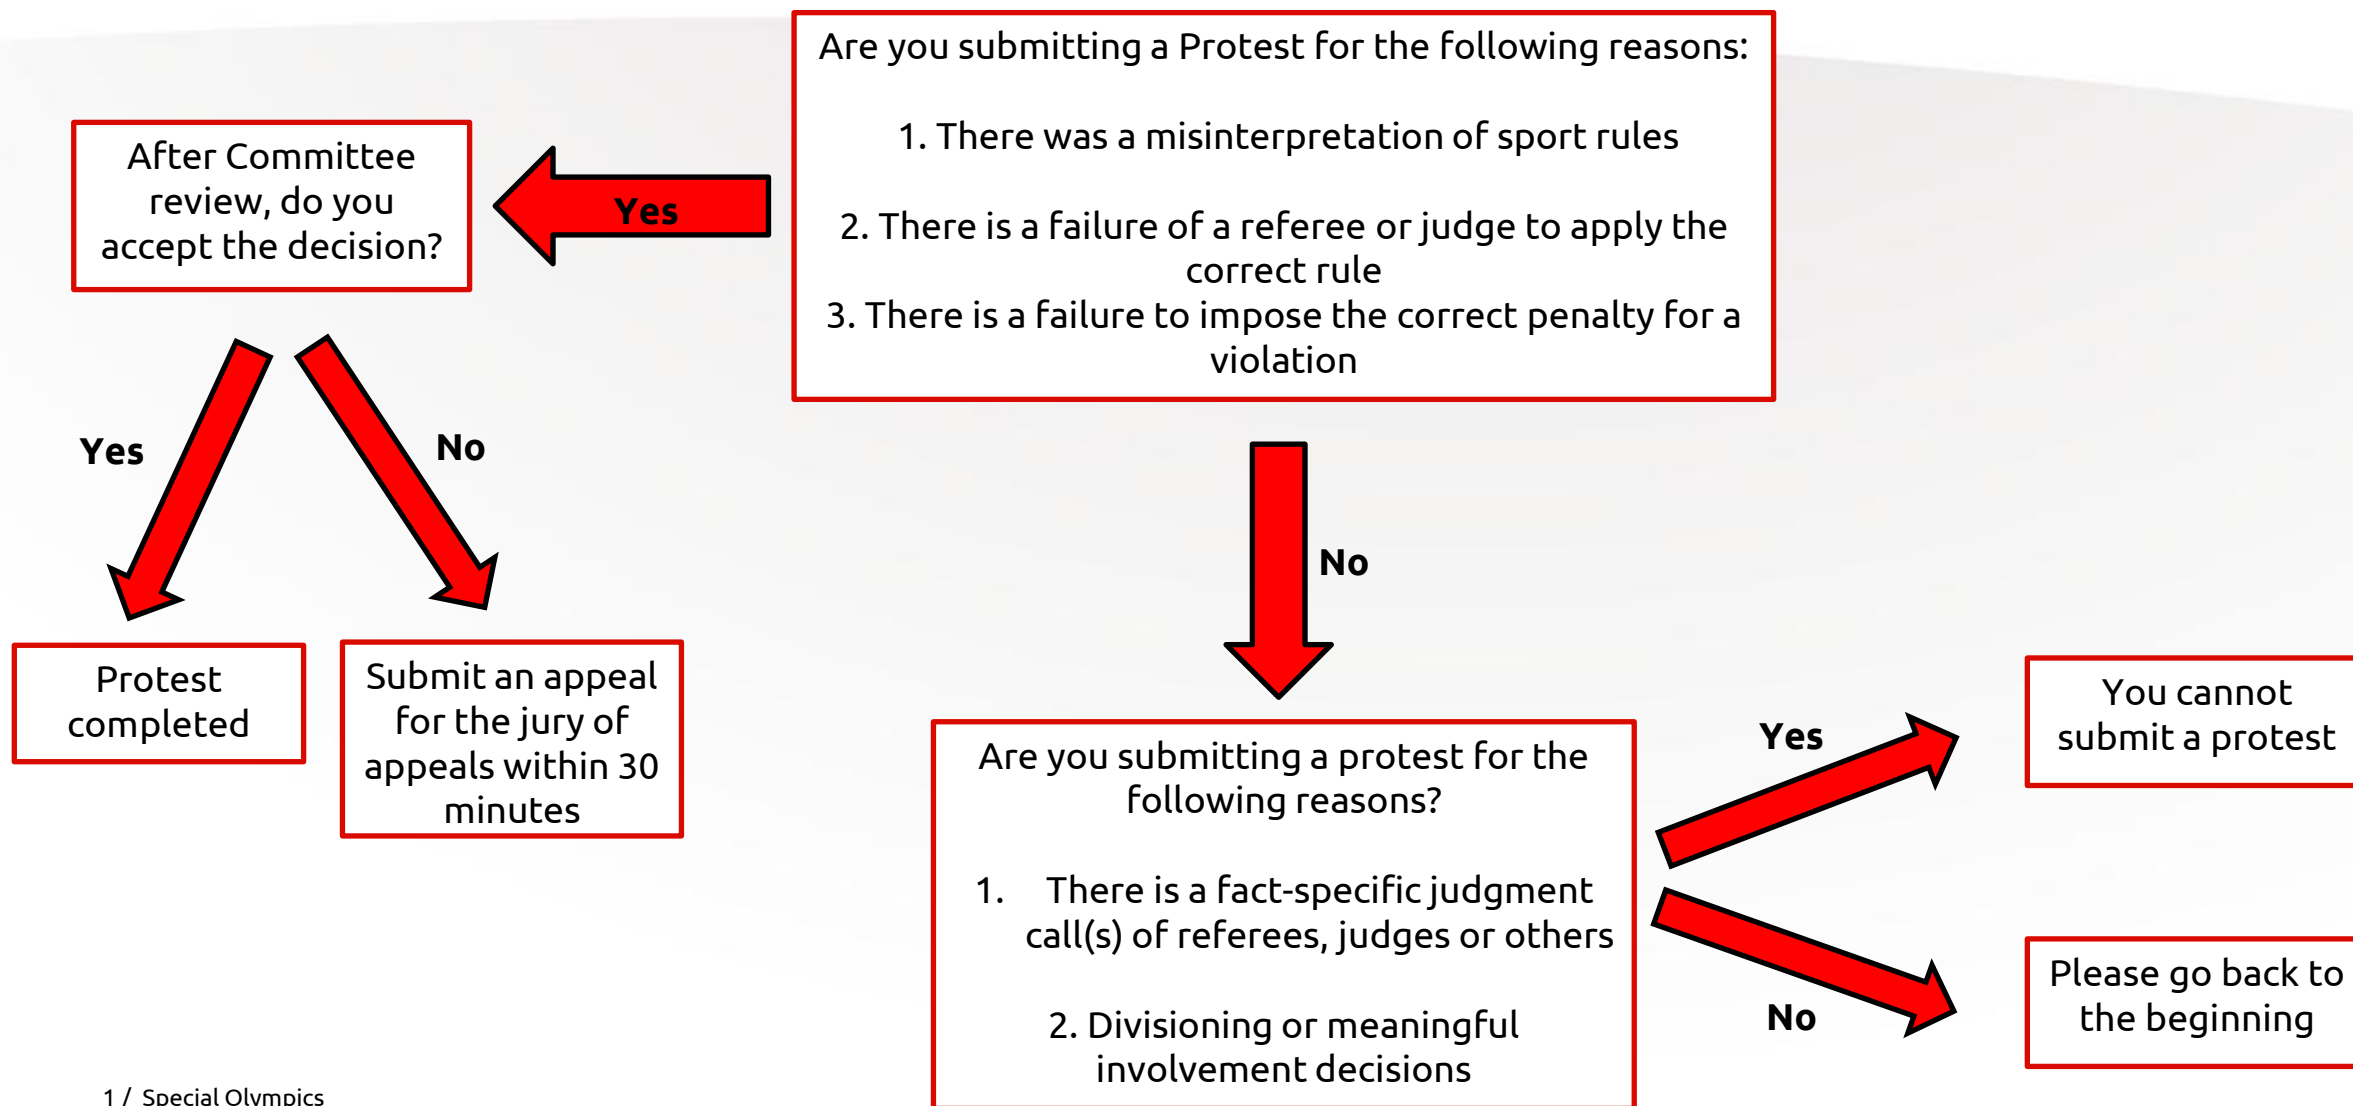 Are you submitting a Protest for the following reasons:
1. There was a misinterpretation of sport rules
2. There is a failure of a referee or judge to apply the
correct rule
3. There is a failure to impose the correct penalty for a
violation
Yes
After Committee
review, do you
accept the decision?
Yes
No
Protest
completed
Submit an appeal
for the jury of
appeals within 30
minutes
No
Are you submitting a protest for the
following reasons?
1. There is a fact-specific judgment
call(s) of referees, judges or others
2. Divisioning or meaningful
involvement decisions
Yes
You cannot
submit a protest
No
Please go back to
the beginning
1 / Special Olympics